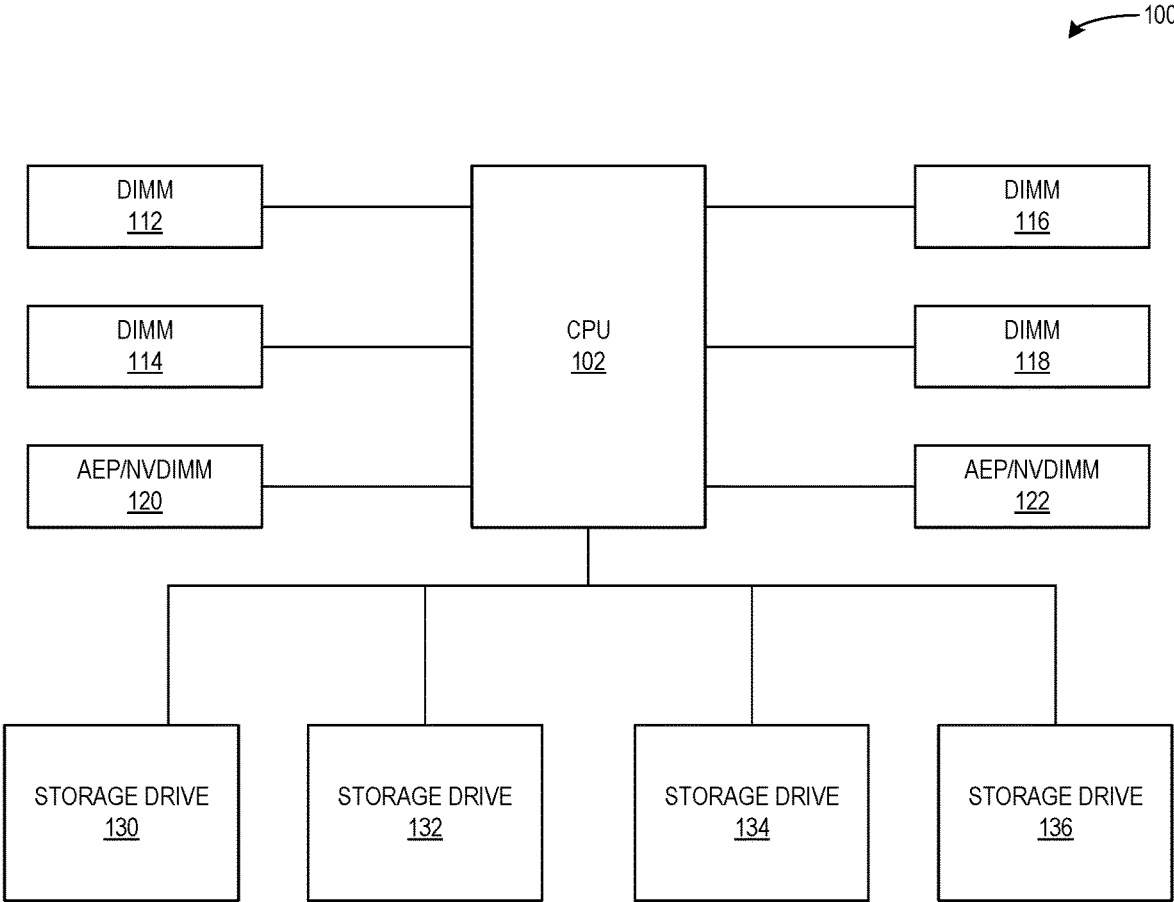 100
DIMM
112
DIMM
116
CPU
102
DIMM
114
DIMM
118
AEP/NVDIMM
120
AEP/NVDIMM
122
STORAGE DRIVE
130
STORAGE DRIVE
132
STORAGE DRIVE
134
STORAGE DRIVE
136